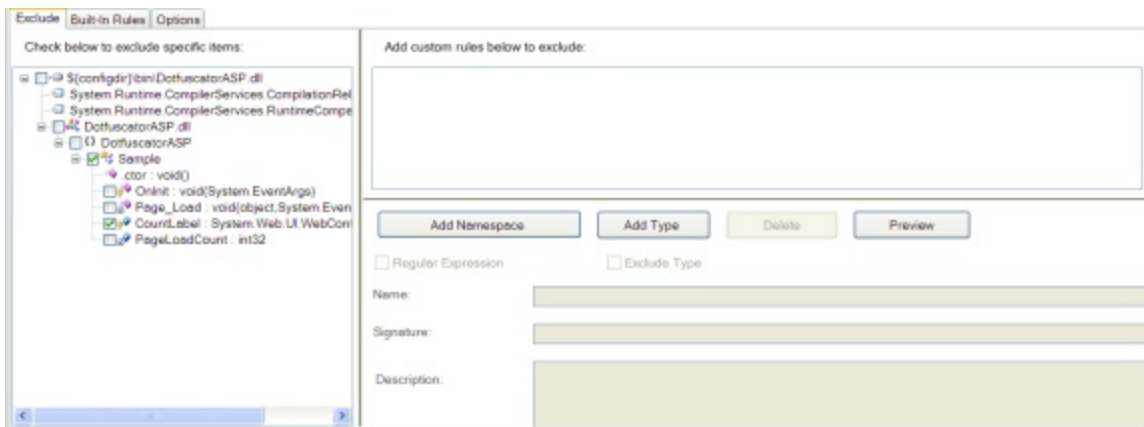 Exclude Built-In Rules Options
Check below to exclude specific items:
${configdir}\bin\DotfuscatorASP.dll
System.Runtime.CompilerServices.CompilationRel
System.Runtime.CompilerServices.RuntimeCompe
DotfuscatorASP.dll
DotfuscatorASP
Sample
.ctor : void()
OnInit : void(System.EventArgs)
Page_Load : void(object,System.Even
CountLabel : System.Web.UI.WebCont
PageLoadCount : int32
Add custom rules below to exclude:
Add Namespace Add Type Delete Preview
Regular Expression Exclude Type
Name:
Signature:
Description: